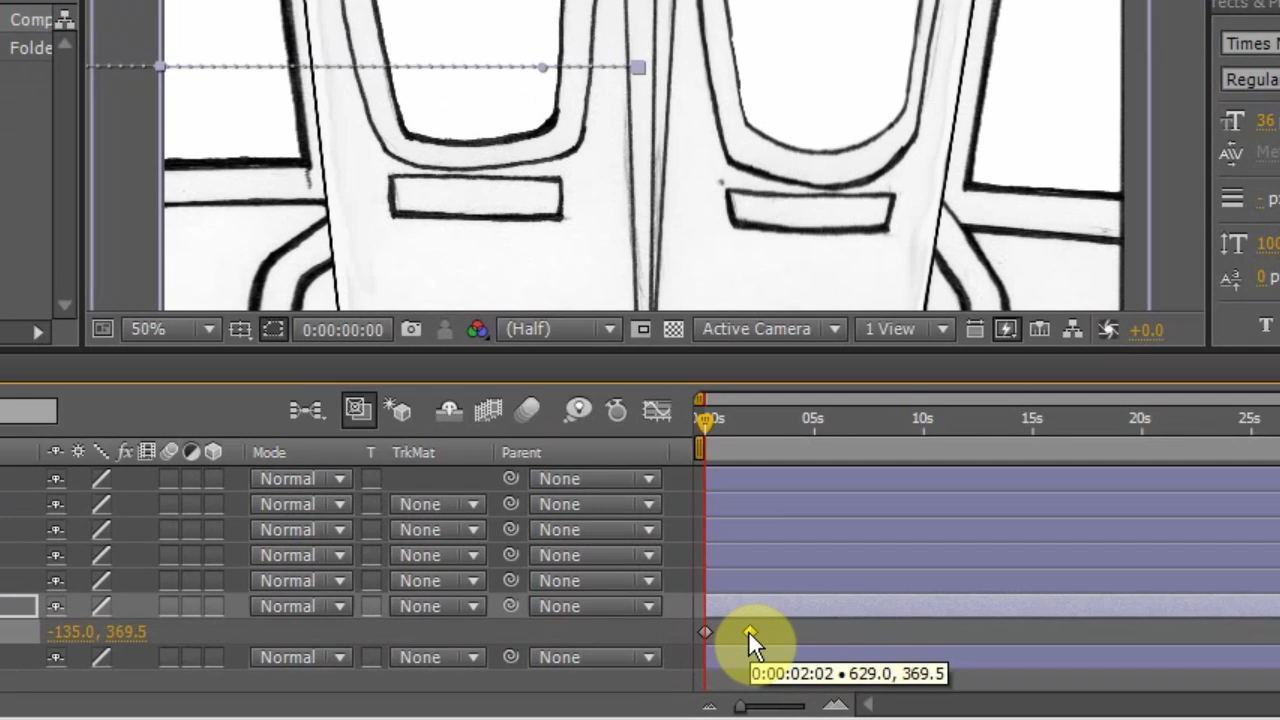 Comp
Folde
Times N
Regula
36
Me
- p
100
0 p
T
50%
0:00:00:00
(Half)
Active Camera
1 View
+0.0
05s
10s
15s
20s
25s
fx
Mode
T
TrkMat
Parent
Normal
None
Normal
None
None
Normal
None
None
Normal
None
None
Normal
None
None
Normal
None
None
-135.0, 369.5
Normal
None
None
0:00:02:02 • 629.0, 369.5